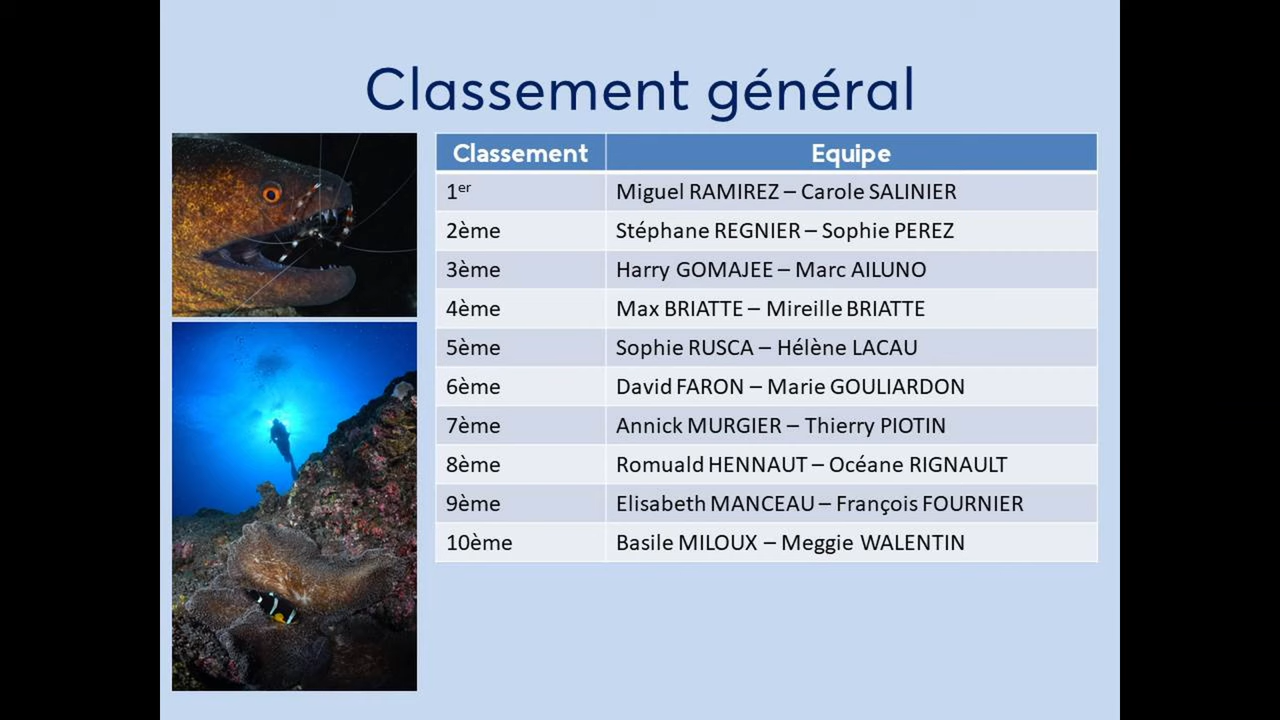 Classement général
Classement Equipe
1er Miguel RAMIREZ – Carole SALINIER
2ème Stéphane REGNIER – Sophie PEREZ
3ème Harry GOMAJEE – Marc AILUNO
4ème Max BRIATTE – Mireille BRIATTE
5ème Sophie RUSCA – Hélène LACAU
6ème David FARON – Marie GOULIARDON
7ème Annick MURGIER – Thierry PIOTIN
8ème Romuald HENNAUT – Océane RIGNAULT
9ème Elisabeth MANCEAU – François FOURNIER
10ème Basile MILOUX – Meggie WALENTIN